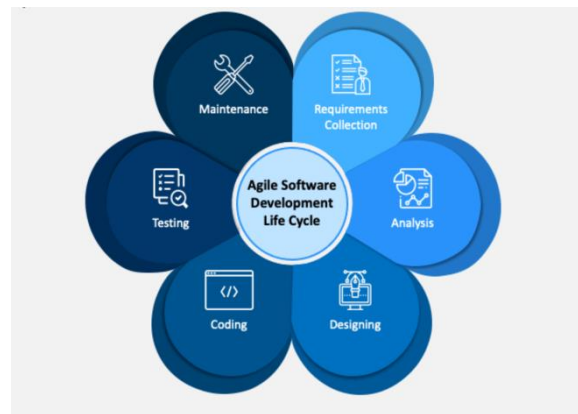 Maintenance
Requirements
Collection
Agile Software
Development
Life Cycle
Testing
Analysis
</>
Coding
Designing